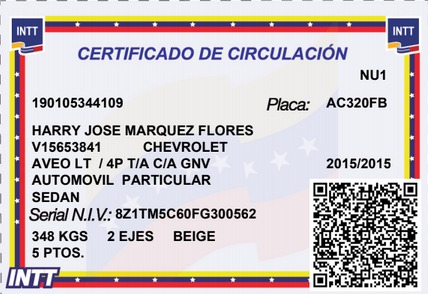 INTT INTT
CERTIFICADO DE CIRCULACIÓN
NU1
190105344109 Placa: AC320FB
HARRY JOSE MARQUEZ FLORES
V15653841 CHEVROLET
AVEO LT / 4P T/A C/A GNV 2015/2015
AUTOMOVIL PARTICULAR
SEDAN
Serial N.I.V.: 8Z1TM5C60FG300562
348 KGS 2 EJES BEIGE
5 PTOS.
INTT